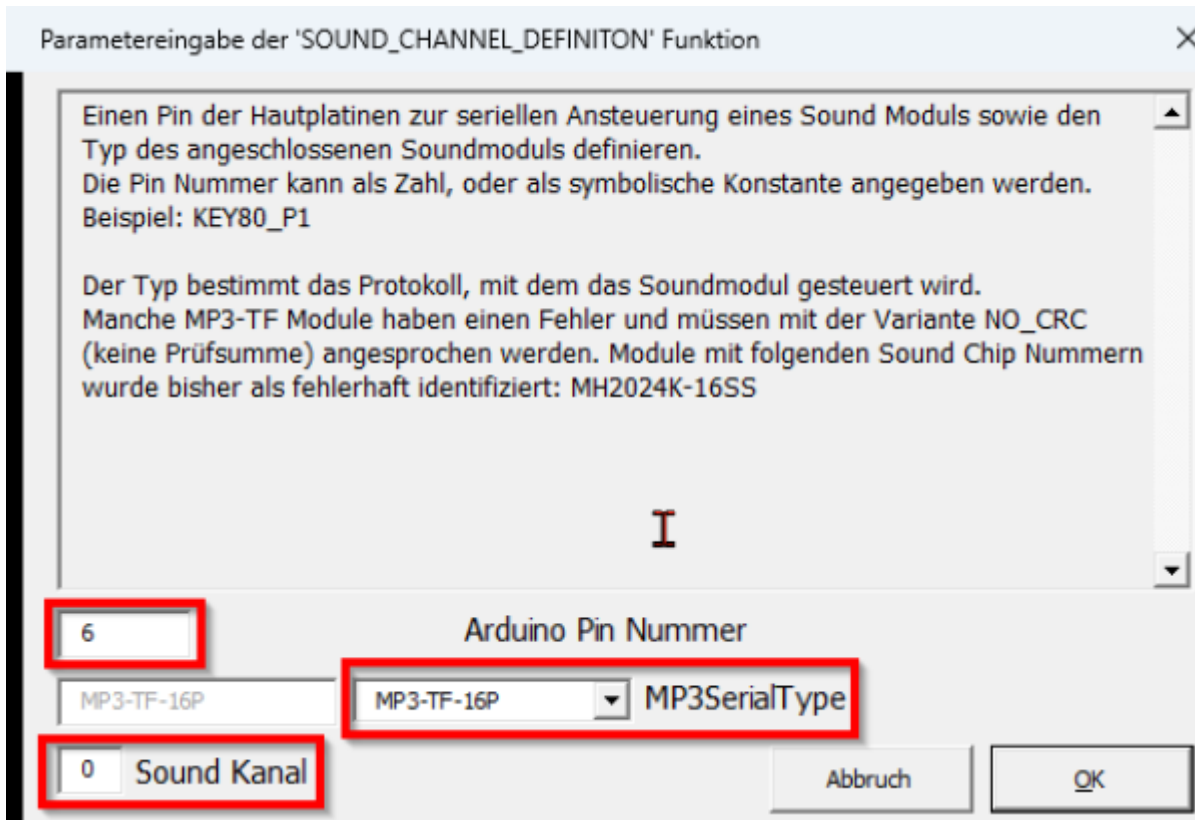 Parametereingabe der 'SOUND_CHANNEL_DEFINITON' Funktion
Einen Pin der Hautplatinen zur seriellen Ansteuerung eines Sound Moduls sowie den
Typ des angeschlossenen Soundmoduls definieren.
Die Pin Nummer kann als Zahl, oder als symbolische Konstante angegeben werden.
Beispiel: KEY80_P1
Der Typ bestimmt das Protokoll, mit dem das Soundmodul gesteuert wird.
Manche MP3-TF Module haben einen Fehler und müssen mit der Variante NO_CRC
(keine Prüfsumme) angesprochen werden. Module mit folgenden Sound Chip Nummern
wurde bisher als fehlerhaft identifiziert: MH2024K-16SS
6 Arduino Pin Nummer
MP3-TF-16P MP3-TF-16P MP3SerialType
0 Sound Kanal Abbruch OK